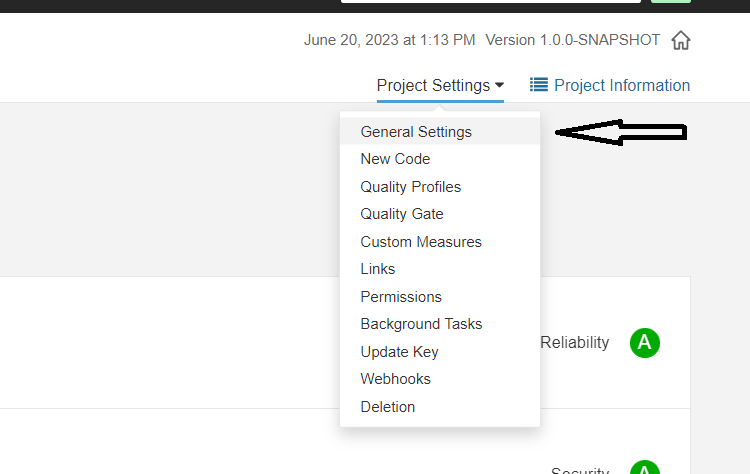 June 20, 2023 at 1:13 PM Version 1.0.0-SNAPSHOT
Project Settings Project Information
General Settings
New Code
Quality Profiles
Quality Gate
Custom Measures
Links
Permissions
Background Tasks
Update Key
Webhooks
Deletion
Reliability A
Security A